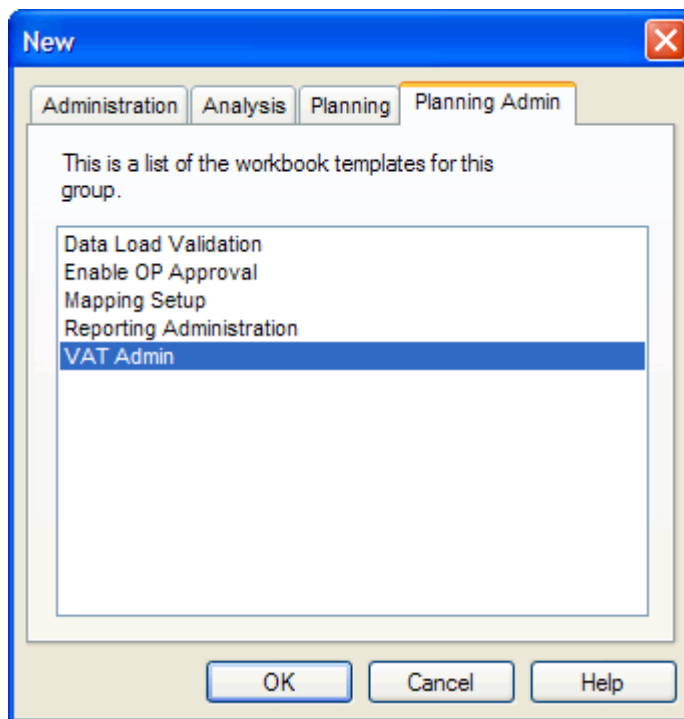 New
Administration Analysis Planning Planning Admin
This is a list of the workbook templates for this
group.
Data Load Validation
Enable OP Approval
Mapping Setup
Reporting Administration
VAT Admin
OK Cancel Help